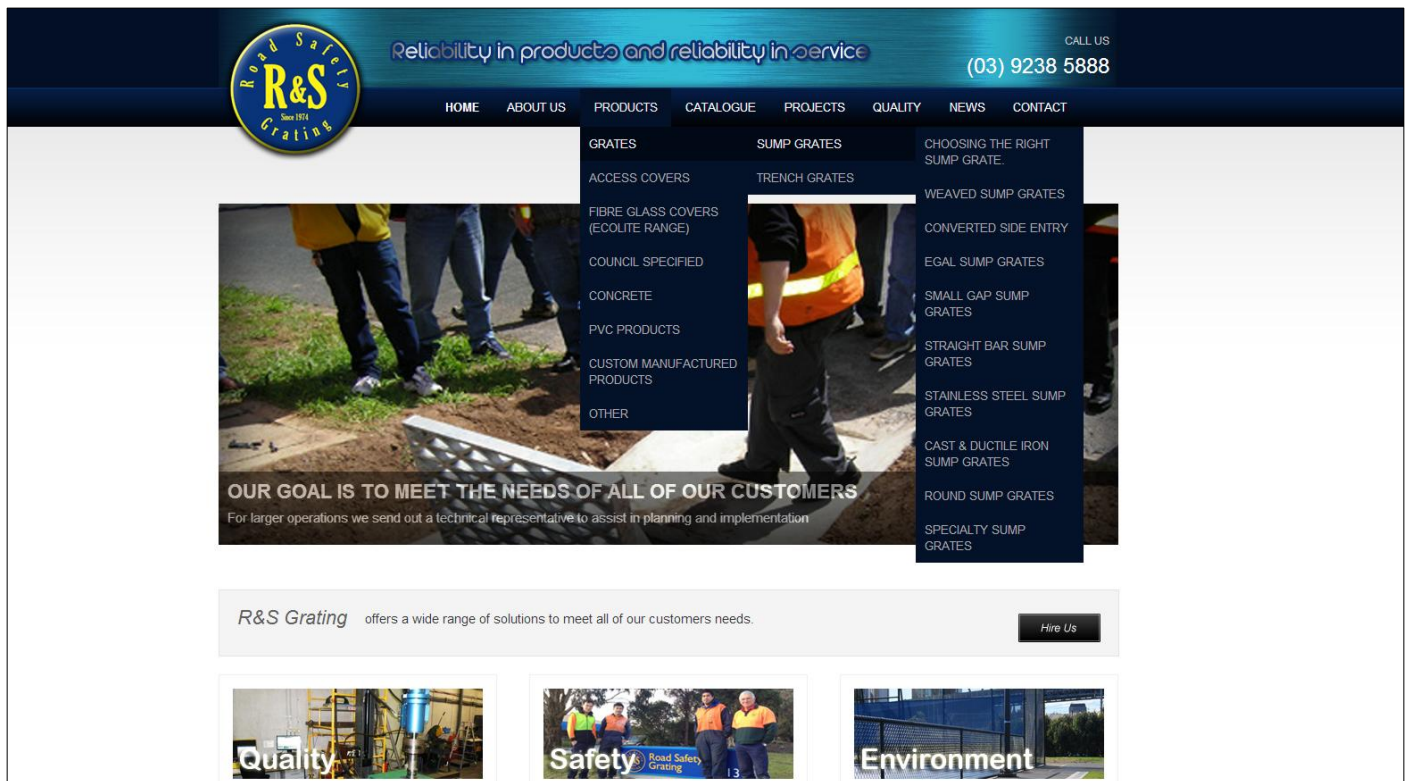 Road Safety
R&S
Since 1974
Grating
Reliability in products and reliability in service
CALL US
(03) 9238 5888
HOME ABOUT US PRODUCTS CATALOGUE PROJECTS QUALITY NEWS CONTACT
GRATES
ACCESS COVERS
FIBRE GLASS COVERS
(ECOLITE RANGE)
COUNCIL SPECIFIED
CONCRETE
PVC PRODUCTS
CUSTOM MANUFACTURED
PRODUCTS
OTHER
SUMP GRATES
TRENCH GRATES
CHOOSING THE RIGHT
SUMP GRATE.
WEAVED SUMP GRATES
CONVERTED SIDE ENTRY
EGAL SUMP GRATES
SMALL GAP SUMP
GRATES
STRAIGHT BAR SUMP
GRATES
STAINLESS STEEL SUMP
GRATES
CAST & DUCTILE IRON
SUMP GRATES
ROUND SUMP GRATES
SPECIALTY SUMP
GRATES
OUR GOAL IS TO MEET THE NEEDS OF ALL OF OUR CUSTOMERS
For larger operations we send out a technical representative to assist in planning and implementation
R&S Grating offers a wide range of solutions to meet all of our customers needs.
Hire Us
Quality
Safety
Road Safety
Grating
13
Environment